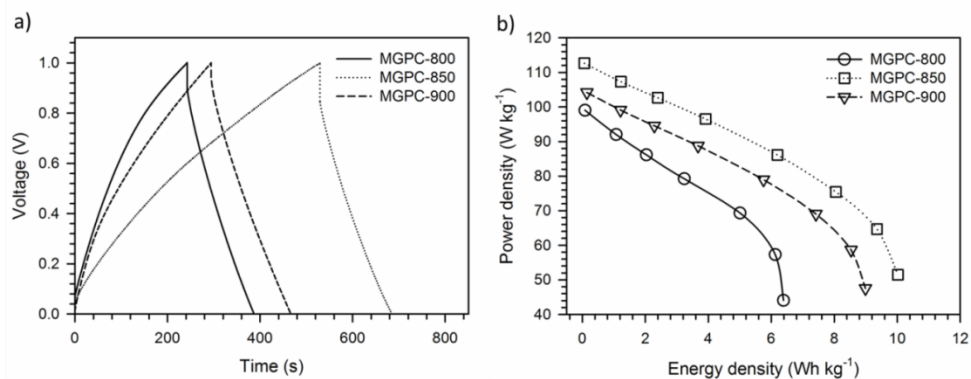 a)
MGPC-800
MGPC-850
MGPC-900
1.0
0.8
0.6
0.4
0.2
0.0
Voltage (V)
0 200 400 600 800
Time (s)
b)
MGPC-800
MGPC-850
MGPC-900
120
110
100
90
80
70
60
50
40
Power density (W kg⁻¹)
0 2 4 6 8 10 12
Energy density (Wh kg⁻¹)